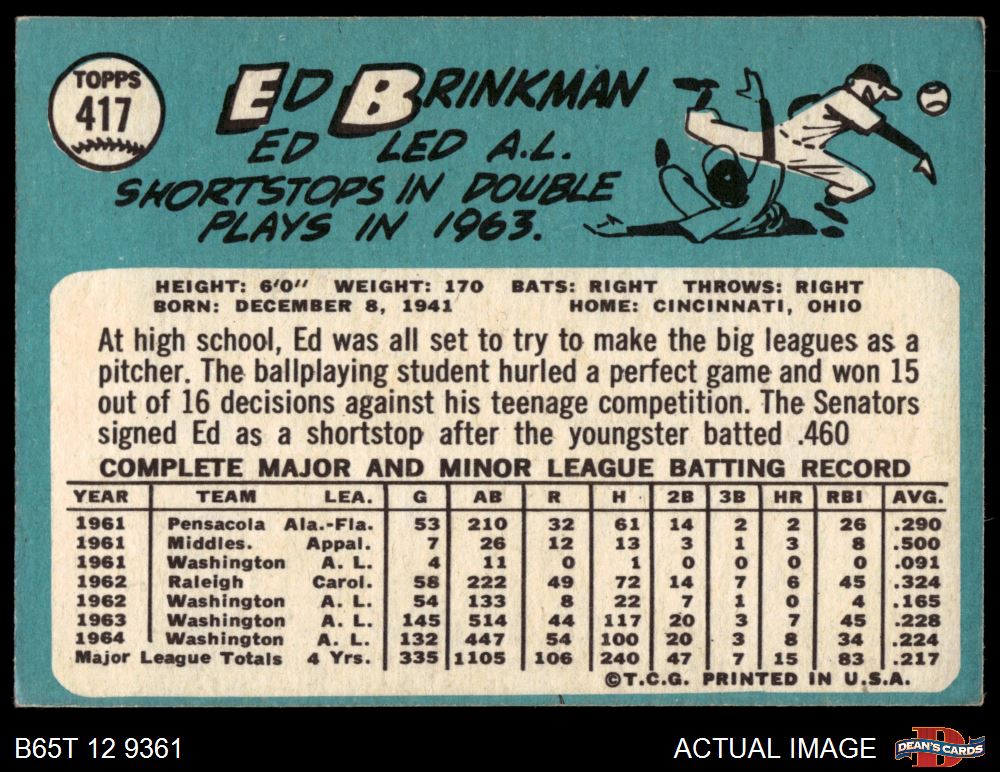 TOPPS
417
ED BRINKMAN
ED LED A.L.
SHORTSTOPS IN DOUBLE
PLAYS IN 1963.
HEIGHT: 6'0" WEIGHT: 170 BATS: RIGHT THROWS: RIGHT
BORN: DECEMBER 8, 1941 HOME: CINCINNATI, OHIO
At high school, Ed was all set to try to make the big leagues as a
pitcher. The ballplaying student hurled a perfect game and won 15
out of 16 decisions against his teenage competition. The Senators
signed Ed as a shortstop after the youngster batted .460
COMPLETE MAJOR AND MINOR LEAGUE BATTING RECORD
YEAR TEAM LEA. G AB R H 2B 3B HR RBI AVG.
1961 Pensacola Ala.-Fla. 53 210 32 61 14 2 2 26 .290
1961 Middles. Appal. 7 26 12 13 3 1 3 8 .500
1961 Washington A. L. 4 11 0 1 0 0 0 0 .091
1962 Raleigh Carol. 58 222 49 72 14 7 6 45 .324
1962 Washington A. L. 54 133 8 22 7 1 0 4 .165
1963 Washington A. L. 145 514 44 117 20 3 7 45 .228
1964 Washington A. L. 132 447 54 100 20 3 8 34 .224
Major League Totals 4 Yrs. 335 1105 106 240 47 7 15 83 .217
©T.C.G. PRINTED IN U.S.A.
B65T 12 9361 ACTUAL IMAGE D DEAN'S CARDS